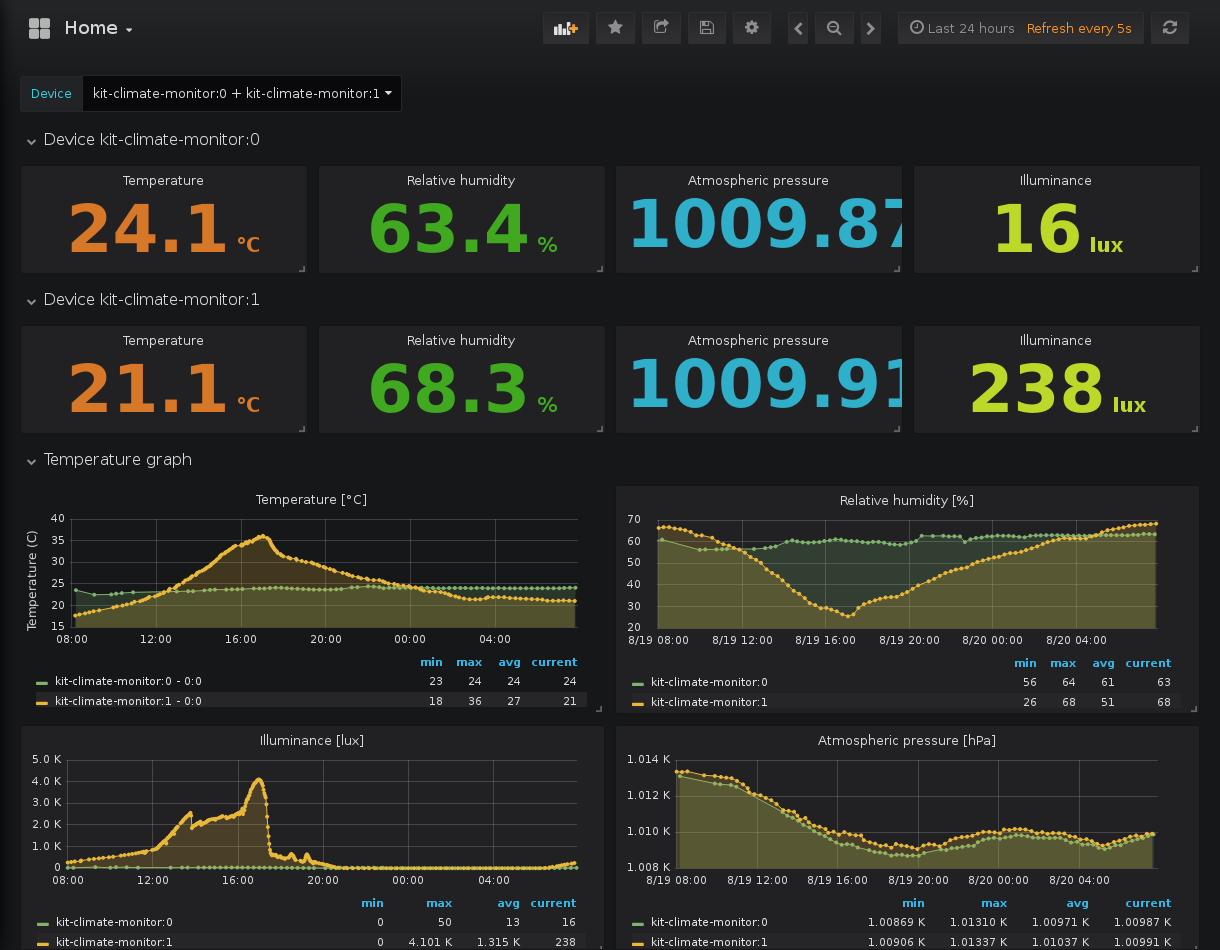 Home
Last 24 hours Refresh every 5s
Device kit-climate-monitor:0 + kit-climate-monitor:1
Device kit-climate-monitor:0
Temperature
24.1 °C
Relative humidity
63.4 %
Atmospheric pressure
1009.87
Illuminance
16 lux
Device kit-climate-monitor:1
Temperature
21.1 °C
Relative humidity
68.3 %
Atmospheric pressure
1009.91
Illuminance
238 lux
Temperature graph
Temperature [°C]
Temperature (C)
40
35
30
25
20
15
08:00 12:00 16:00 20:00 00:00 04:00
min max avg current
kit-climate-monitor:0 - 0:0 23 24 24 24
kit-climate-monitor:1 - 0:0 18 36 27 21
Relative humidity [%]
70
60
50
40
30
20
8/19 08:00 8/19 12:00 8/19 16:00 8/19 20:00 8/20 00:00 8/20 04:00
min max avg current
kit-climate-monitor:0 56 64 61 63
kit-climate-monitor:1 26 68 51 68
Illuminance [lux]
5.0 K
4.0 K
3.0 K
2.0 K
1.0 K
0
08:00 12:00 16:00 20:00 00:00 04:00
min max avg current
kit-climate-monitor:0 0 50 13 16
kit-climate-monitor:1 0 4.101 K 1.315 K 238
Atmospheric pressure [hPa]
1.014 K
1.012 K
1.010 K
1.008 K
8/19 08:00 8/19 12:00 8/19 16:00 8/19 20:00 8/20 00:00 8/20 04:00
min max avg current
kit-climate-monitor:0 1.00869 K 1.01310 K 1.00971 K 1.00987 K
kit-climate-monitor:1 1.00906 K 1.01337 K 1.01037 K 1.00991 K